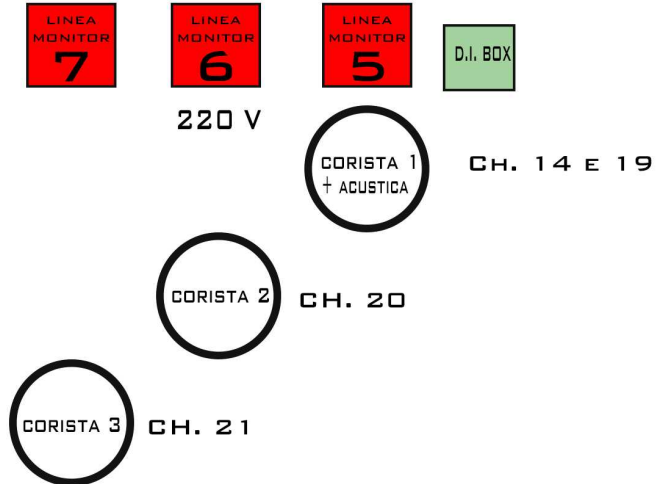 LINEA
MONITOR
7
LINEA
MONITOR
6
LINEA
MONITOR
5
D.I. BOX
220 V
CORISTA 1
+ ACUSTICA
CH. 14 E 19
CORISTA 2
CH. 20
CORISTA 3
CH. 21